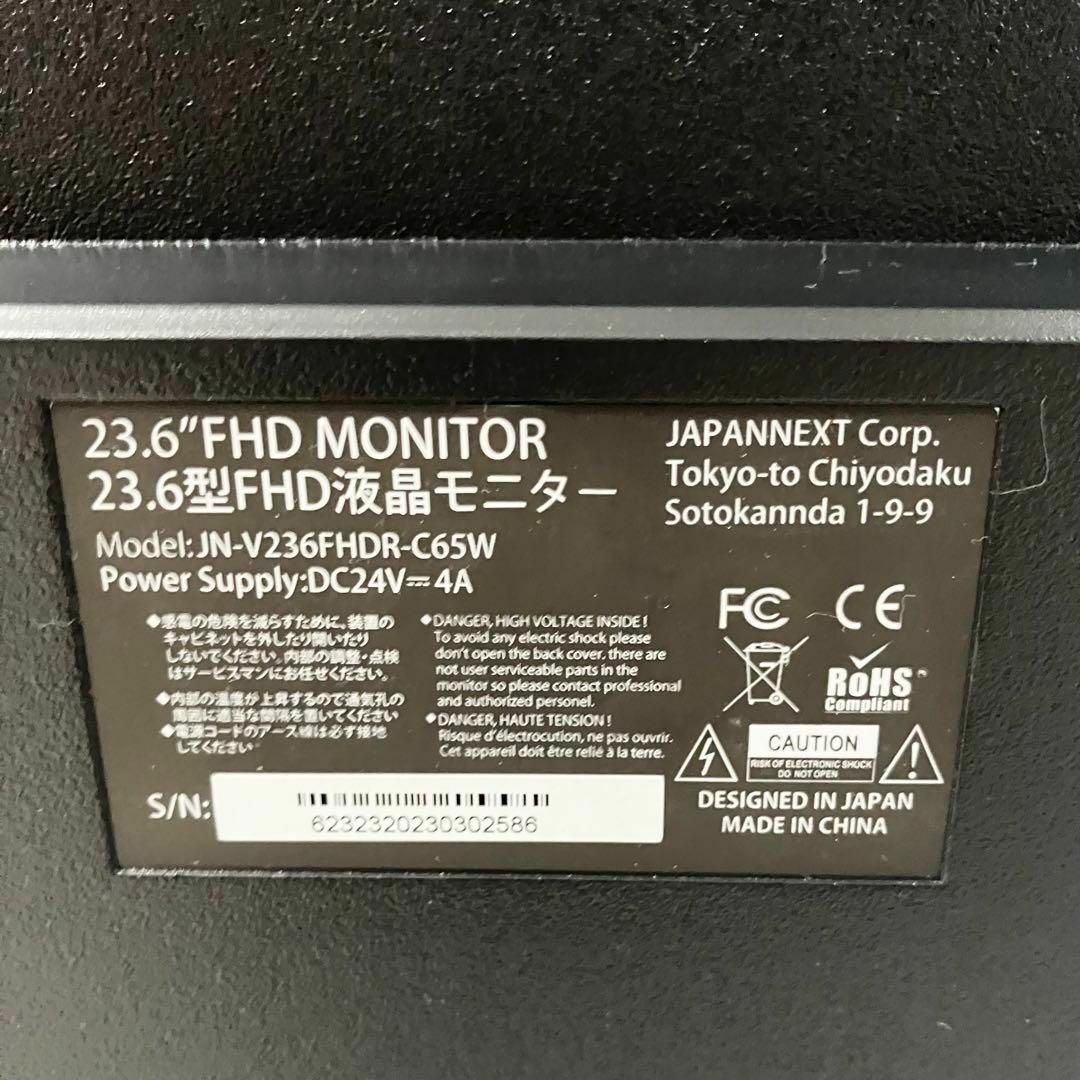 23.6"FHD MONITOR
23.6型FHD液晶モニター
Model: JN-V236FHDR-C65W
Power Supply:DC24V⎓4A
JAPANNEXT Corp.
Tokyo-to Chiyodaku
Sotokannda 1-9-9
◆感電の危険を減らすために、装置の
キャビネットを外したり開いたり
しないでください。内部の調整・点検
はサービスマンにお任せください。
◆内部の温度が上昇するので通気孔の
周囲に適当な間隔を置いてください
◆電源コードのアース線は必ず接地
してください
◆DANGER, HIGH VOLTAGE INSIDE!
To avoid any electric shock please
don't open the back cover. there are
not user serviceable parts in the
monitor so please contact professional
and authorized personel.
◆DANGER, HAUTE TENSION!
Risque d'électrocution, ne pas ouvrir.
Cet appareil doit être relié à la terre.
FC CE
RoHS
Compliant
CAUTION
RISK OF ELECTRONIC SHOCK
DO NOT OPEN
DESIGNED IN JAPAN
MADE IN CHINA
S/N:
6232320230302586